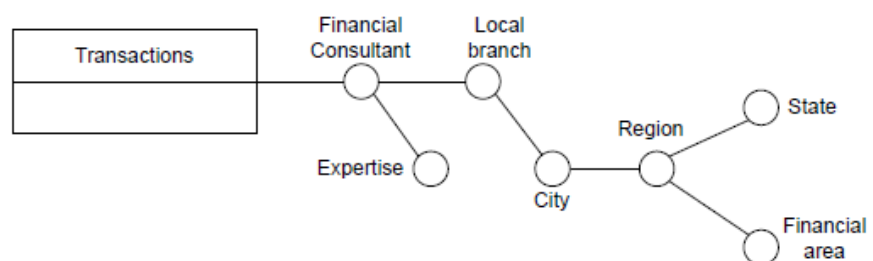 Transactions
Financial
Consultant
Local
branch
Expertise
City
Region
State
Financial
area